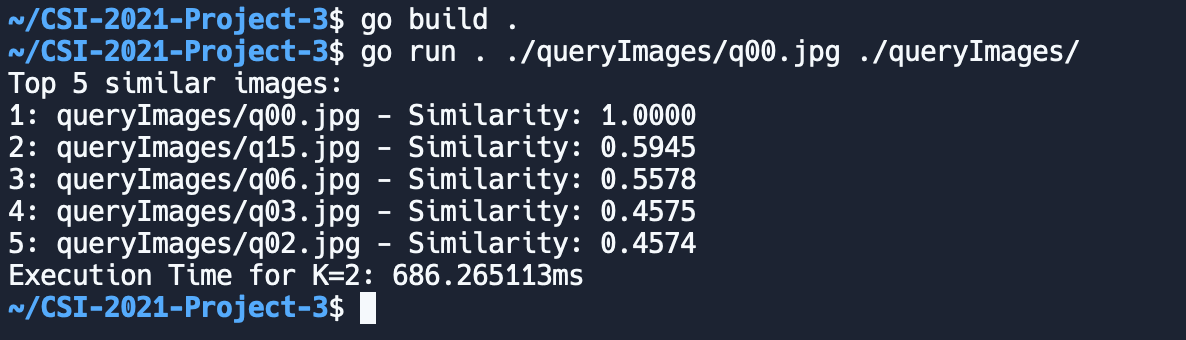 ~/CSI-2021-Project-3$ go build .
~/CSI-2021-Project-3$ go run . ./queryImages/q00.jpg ./queryImages/
Top 5 similar images:
1: queryImages/q00.jpg - Similarity: 1.0000
2: queryImages/q15.jpg - Similarity: 0.5945
3: queryImages/q06.jpg - Similarity: 0.5578
4: queryImages/q03.jpg - Similarity: 0.4575
5: queryImages/q02.jpg - Similarity: 0.4574
Execution Time for K=2: 686.265113ms
~/CSI-2021-Project-3$